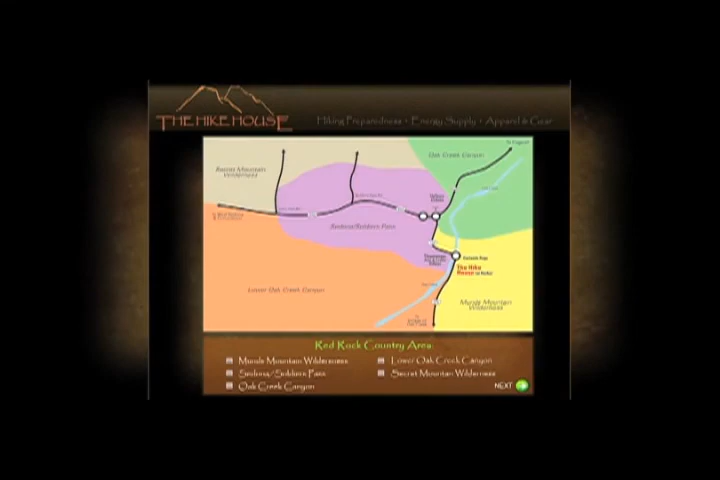 THE HIKE HOUSE
Hiking Preparedness • Energy Supply • Apparel & Gear
Oak Creek Canyon
Secret Mountain
Wilderness
Sedona/Soldiers Pass
The Hike
House
Lower Oak Creek Canyon
Munds Mountain
Wilderness
Red Rock Country Area:
Munds Mountain Wilderness
Lower Oak Creek Canyon
Sedona/Soldiers Pass
Secret Mountain Wilderness
Oak Creek Canyon
NEXT